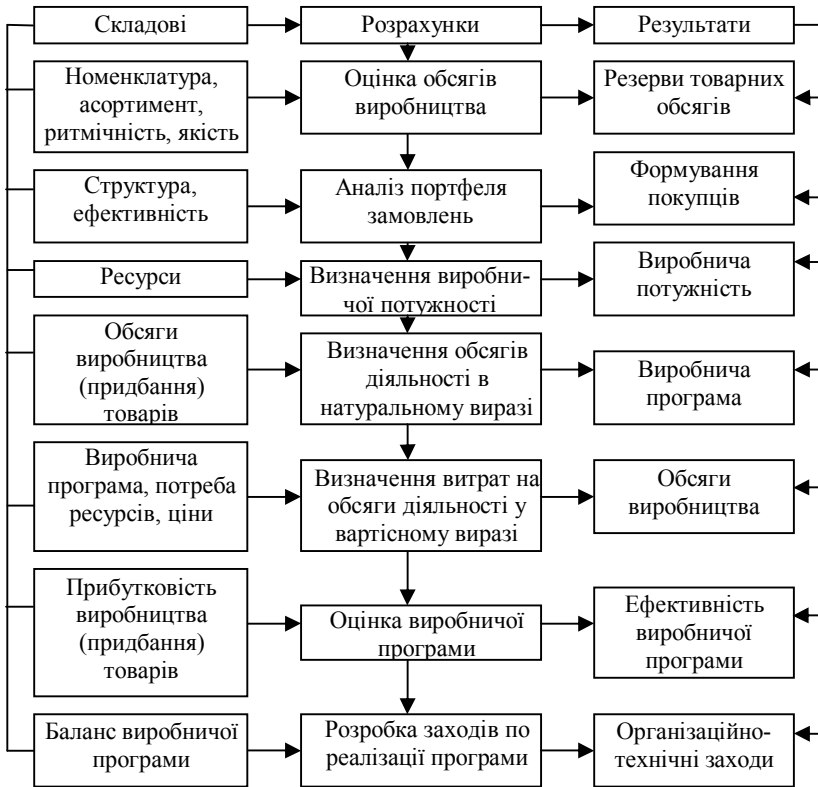 Складові
Розрахунки
Результати
Номенклатура,
асортимент,
ритмічність, якість
Оцінка обсягів
виробництва
Резерви товарних
обсягів
Структура,
ефективність
Аналіз портфеля
замовлень
Формування
покупців
Ресурси
Визначення виробни-
чої потужності
Виробнича
потужність
Обсяги
виробництва
(придбання)
товарів
Визначення обсягів
діяльності в
натуральному виразі
Виробнича
програма
Виробнича
програма, потреба
ресурсів, ціни
Визначення витрат на
обсяги діяльності у
вартісному виразі
Обсяги
виробництва
Прибутковість
виробництва
(придбання)
товарів
Оцінка виробничої
програми
Ефективність
виробничої
програми
Баланс виробничої
програми
Розробка заходів по
реалізації програми
Організаційно-
технічні заходи